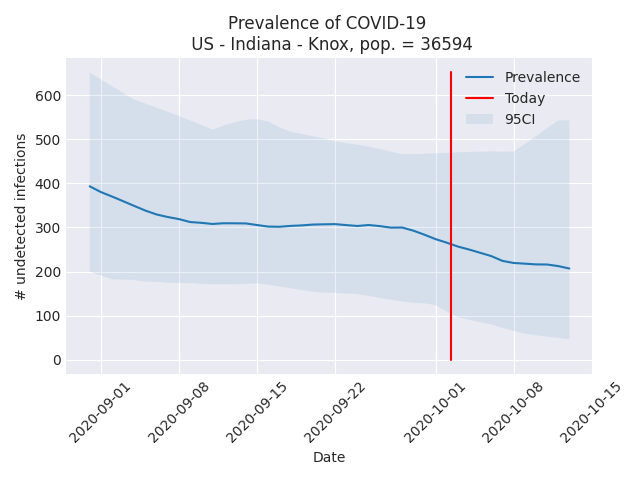 Prevalence of COVID-19
US - Indiana - Knox, pop. = 36594
Prevalence
Today
95CI
# undetected infections
600
500
400
300
200
100
0
2020-09-01
2020-09-08
2020-09-15
2020-09-22
2020-10-01
2020-10-08
2020-10-15
Date